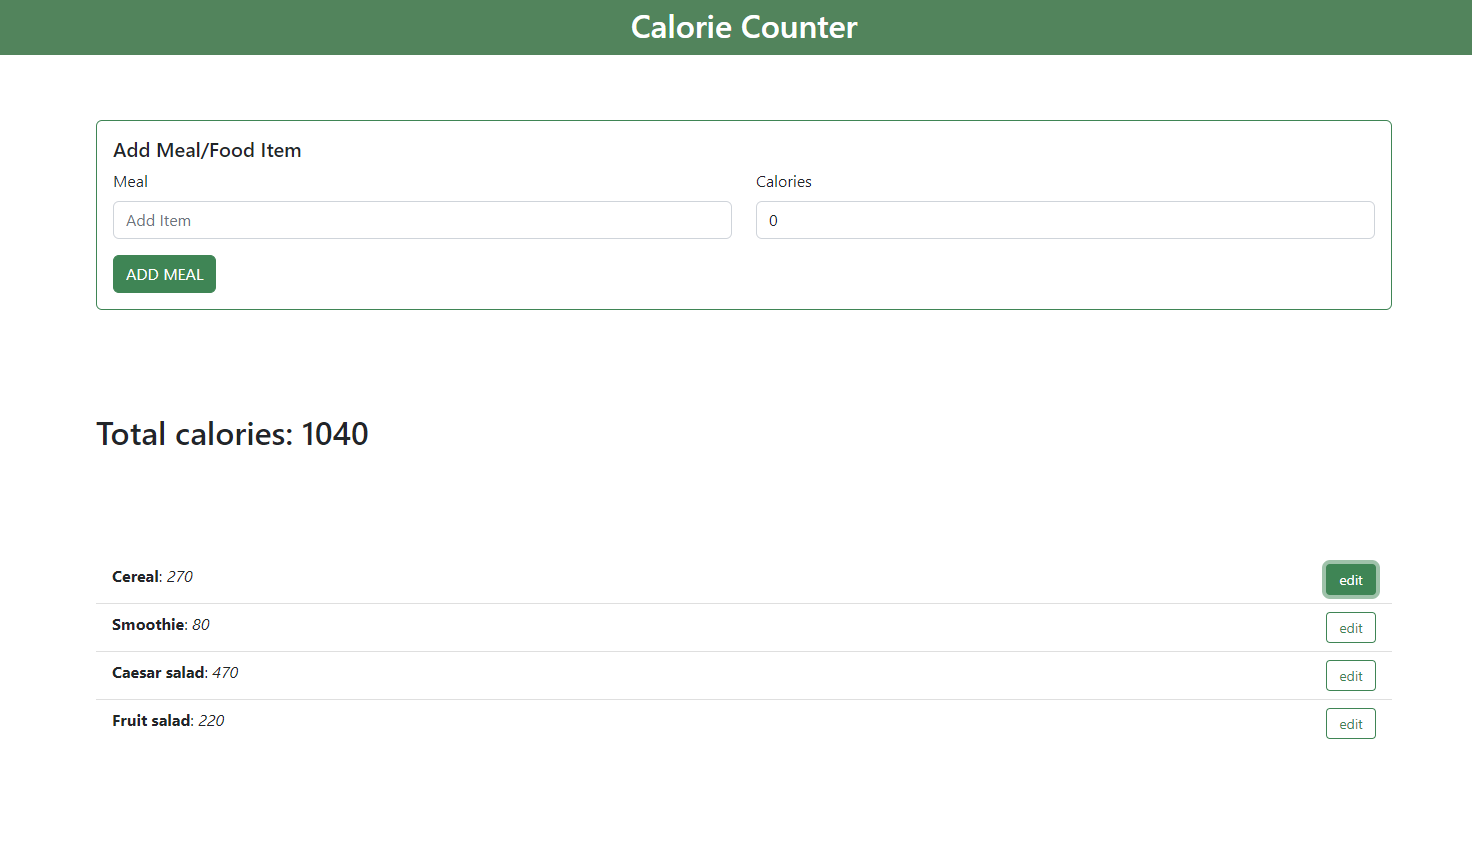 Calorie Counter
Add Meal/Food Item
Meal Calories
Add Item 0
ADD MEAL
Total calories: 1040
Cereal: 270 edit
Smoothie: 80 edit
Caesar salad: 470 edit
Fruit salad: 220 edit